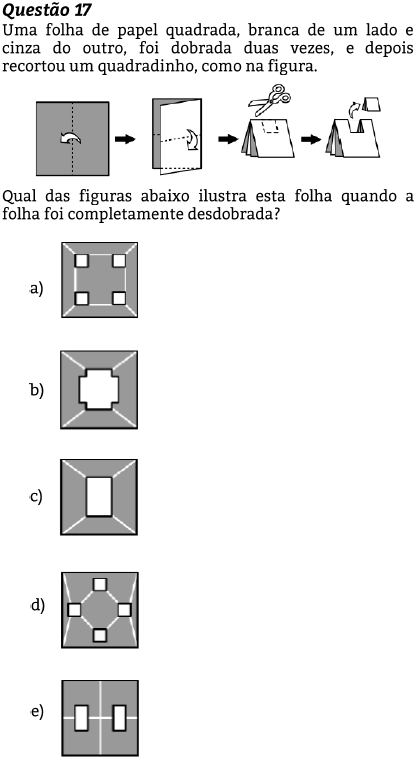 Questão 17
Uma folha de papel quadrada, branca de um lado e
cinza do outro, foi dobrada duas vezes, e depois
recortou um quadradinho, como na figura.
Qual das figuras abaixo ilustra esta folha quando a
folha foi completamente desdobrada?
a)
b)
c)
d)
e)